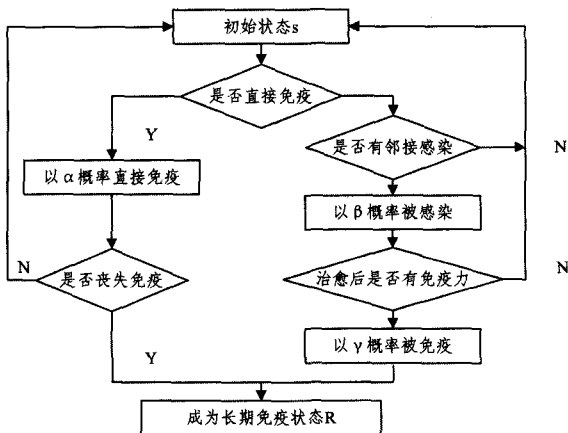 初始状态s
是否直接免疫
Y
是否有邻接感染
N
以α概率直接免疫
以β概率被感染
N
是否丧失免疫
治愈后是否有免疫力
N
以γ概率被免疫
Y
成为长期免疫状态R